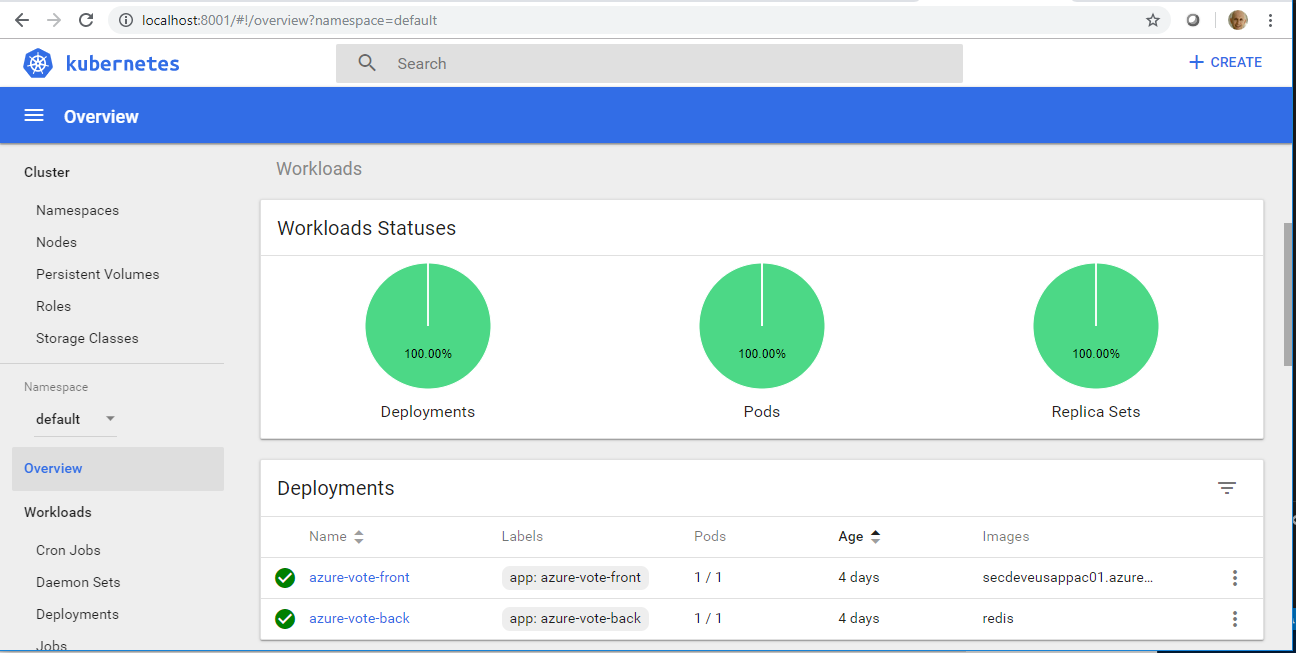 localhost:8001/#!/overview?namespace=default
kubernetes
Search
+ CREATE
Overview
Cluster
Namespaces
Nodes
Persistent Volumes
Roles
Storage Classes
Namespace
default
Overview
Workloads
Cron Jobs
Daemon Sets
Deployments
Jobs
Workloads
Workloads Statuses
100.00% 100.00% 100.00%
Deployments Pods Replica Sets
Deployments
Name Labels Pods Age Images
azure-vote-front app: azure-vote-front 1 / 1 4 days secdeveusappac01.azure...
azure-vote-back app: azure-vote-back 1 / 1 4 days redis